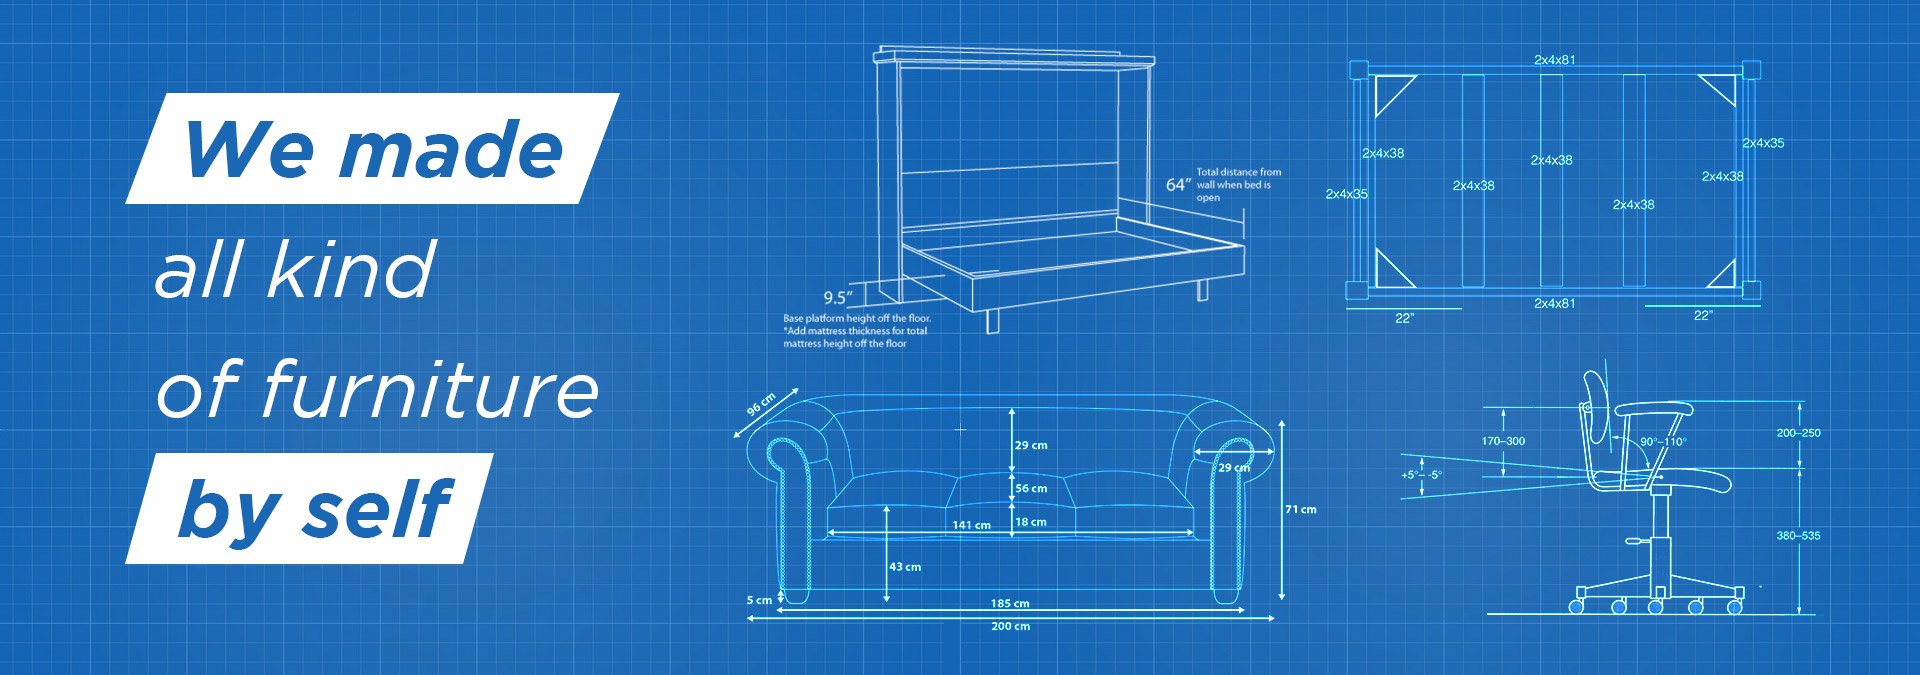 We made
all kind
of furniture
by self
64”
Total distance from
wall when bed is
open
9.5”
Base platform height off the floor.
*Add mattress thickness for total
mattress height off the floor
2x4x81
2x4x38
2x4x35
2x4x38
2x4x38
2x4x38
2x4x38
2x4x35
2x4x81
22”
22”
96 cm
29 cm
56 cm
18 cm
141 cm
43 cm
29 cm
71 cm
5 cm
185 cm
200 cm
170–300
+5°– -5°
90°–110°
200–250
380–535